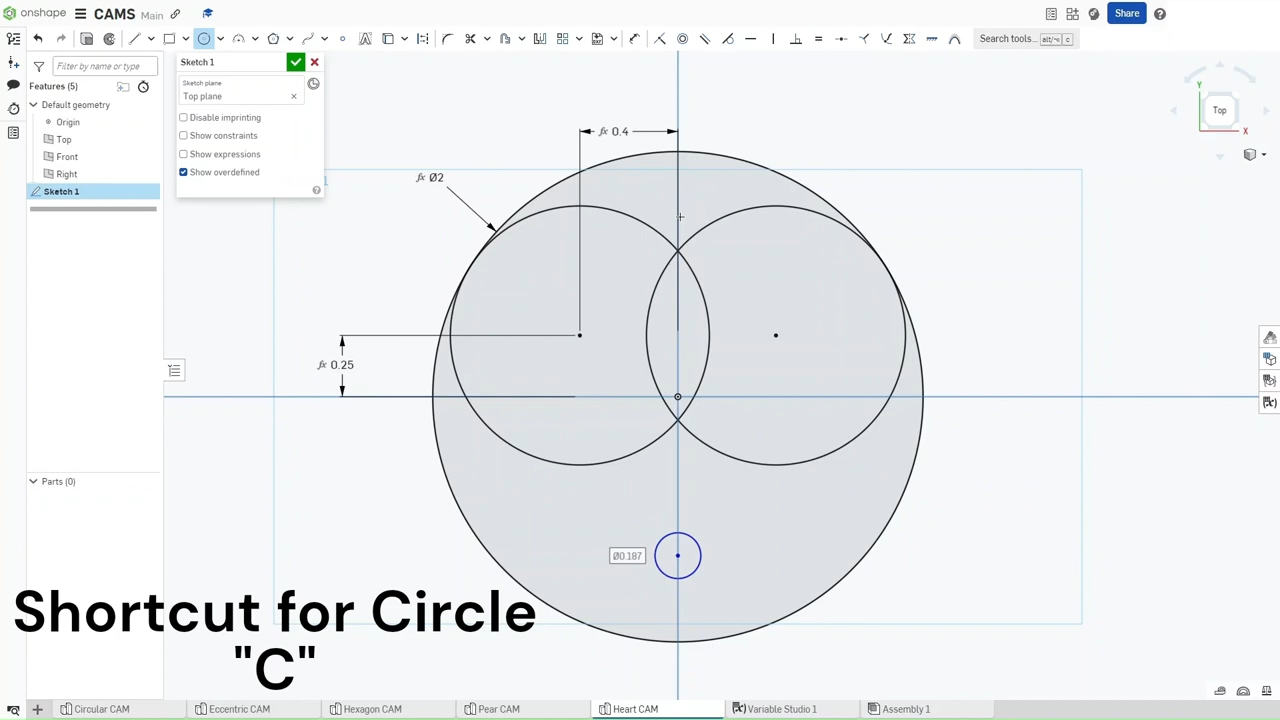 onshape
CAMS
Main
Share
Search tools...
alt/⌥
c
Filter by name or type
Features (5)
Default geometry
Origin
Top
Front
Right
Sketch 1
Parts (0)
Sketch 1
Sketch plane
Top plane
Disable imprinting
Show constraints
Show expressions
Show overdefined
fx 0.4
fx Ø2
fx 0.25
Ø0.187
Y
Top
X
Shortcut for Circle
"C"
Circular CAM
Eccentric CAM
Hexagon CAM
Pear CAM
Heart CAM
Variable Studio 1
Assembly 1